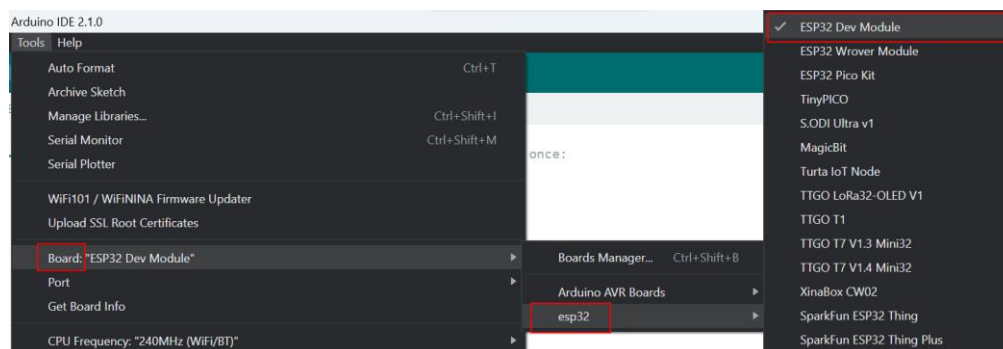 Arduino IDE 2.1.0
Tools Help
Auto Format Ctrl+T
Archive Sketch
Manage Libraries... Ctrl+Shift+I
Serial Monitor Ctrl+Shift+M
Serial Plotter
WiFi101 / WiFiNINA Firmware Updater
Upload SSL Root Certificates
Board: "ESP32 Dev Module"
Port
Get Board Info
CPU Frequency: "240MHz (WiFi/BT)"
once:
Boards Manager... Ctrl+Shift+B
Arduino AVR Boards
esp32
ESP32 Dev Module
ESP32 Wrover Module
ESP32 Pico Kit
TinyPICO
S.ODI Ultra v1
MagicBit
Turta IoT Node
TTGO LoRa32-OLED V1
TTGO T1
TTGO T7 V1.3 Mini32
TTGO T7 V1.4 Mini32
XinaBox CW02
SparkFun ESP32 Thing
SparkFun ESP32 Thing Plus